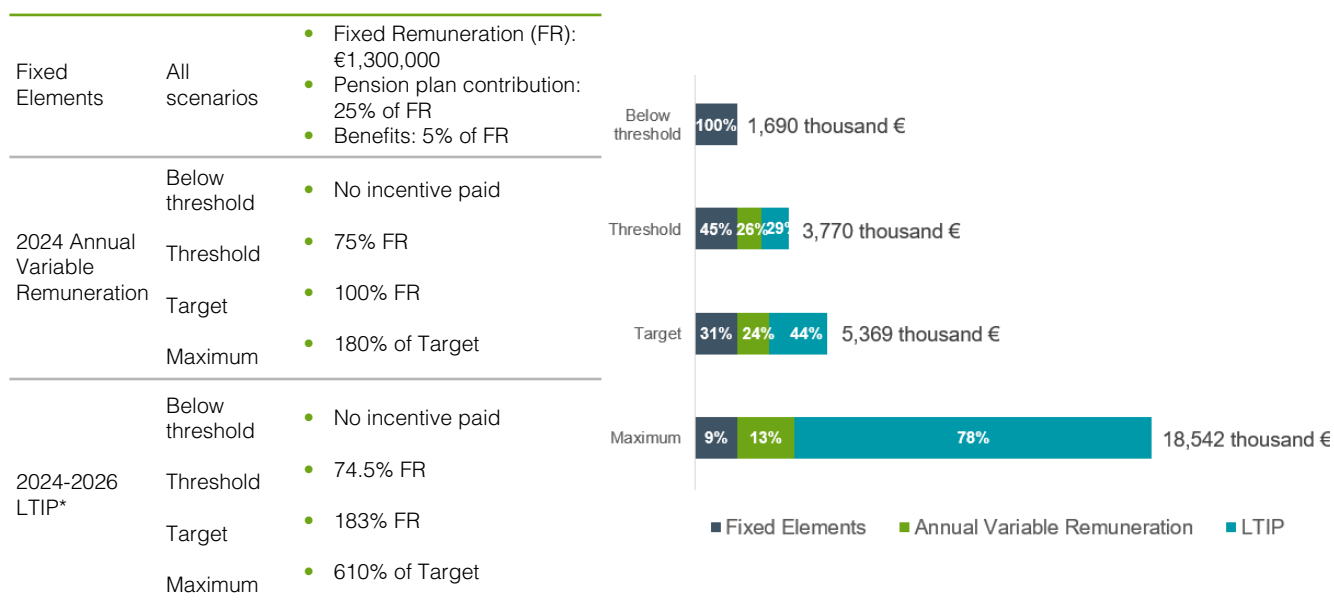 Fixed
Elements
All
scenarios
• Fixed Remuneration (FR):
€1,300,000
• Pension plan contribution:
25% of FR
• Benefits: 5% of FR
2024 Annual
Variable
Remuneration
Below
threshold
• No incentive paid
Threshold
• 75% FR
Target
• 100% FR
Maximum
• 180% of Target
2024-2026
LTIP*
Below
threshold
• No incentive paid
Threshold
• 74.5% FR
Target
• 183% FR
Maximum
• 610% of Target
Below
threshold
100% 1,690 thousand €
Threshold 45% 26% 29% 3,770 thousand €
Target 31% 24% 44% 5,369 thousand €
Maximum 9% 13% 78% 18,542 thousand €
Fixed Elements Annual Variable Remuneration LTIP